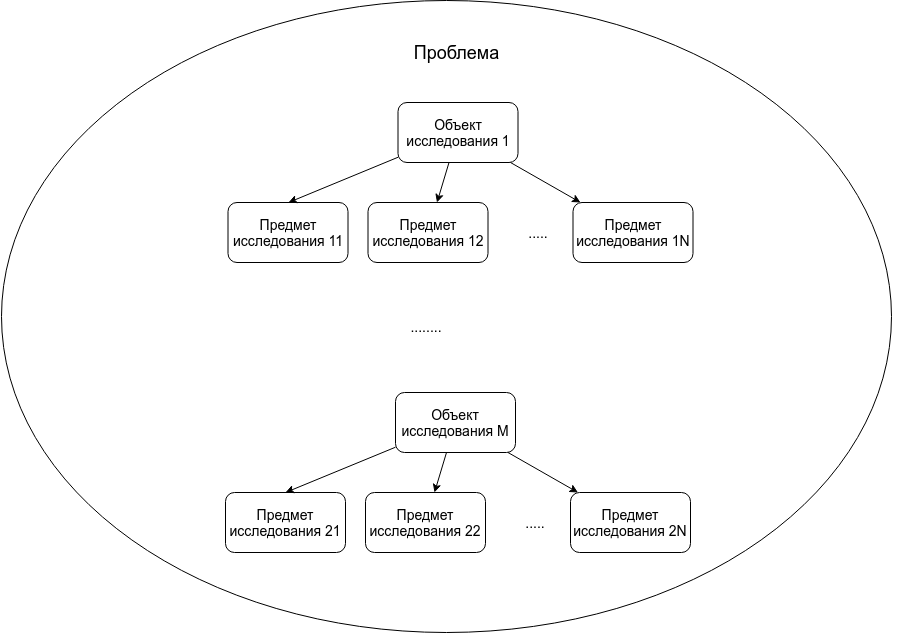 Проблема
Объект
исследования 1
Предмет
исследования 11
Предмет
исследования 12
.....
Предмет
исследования 1N
........
Объект
исследования M
Предмет
исследования 21
Предмет
исследования 22
.....
Предмет
исследования 2N